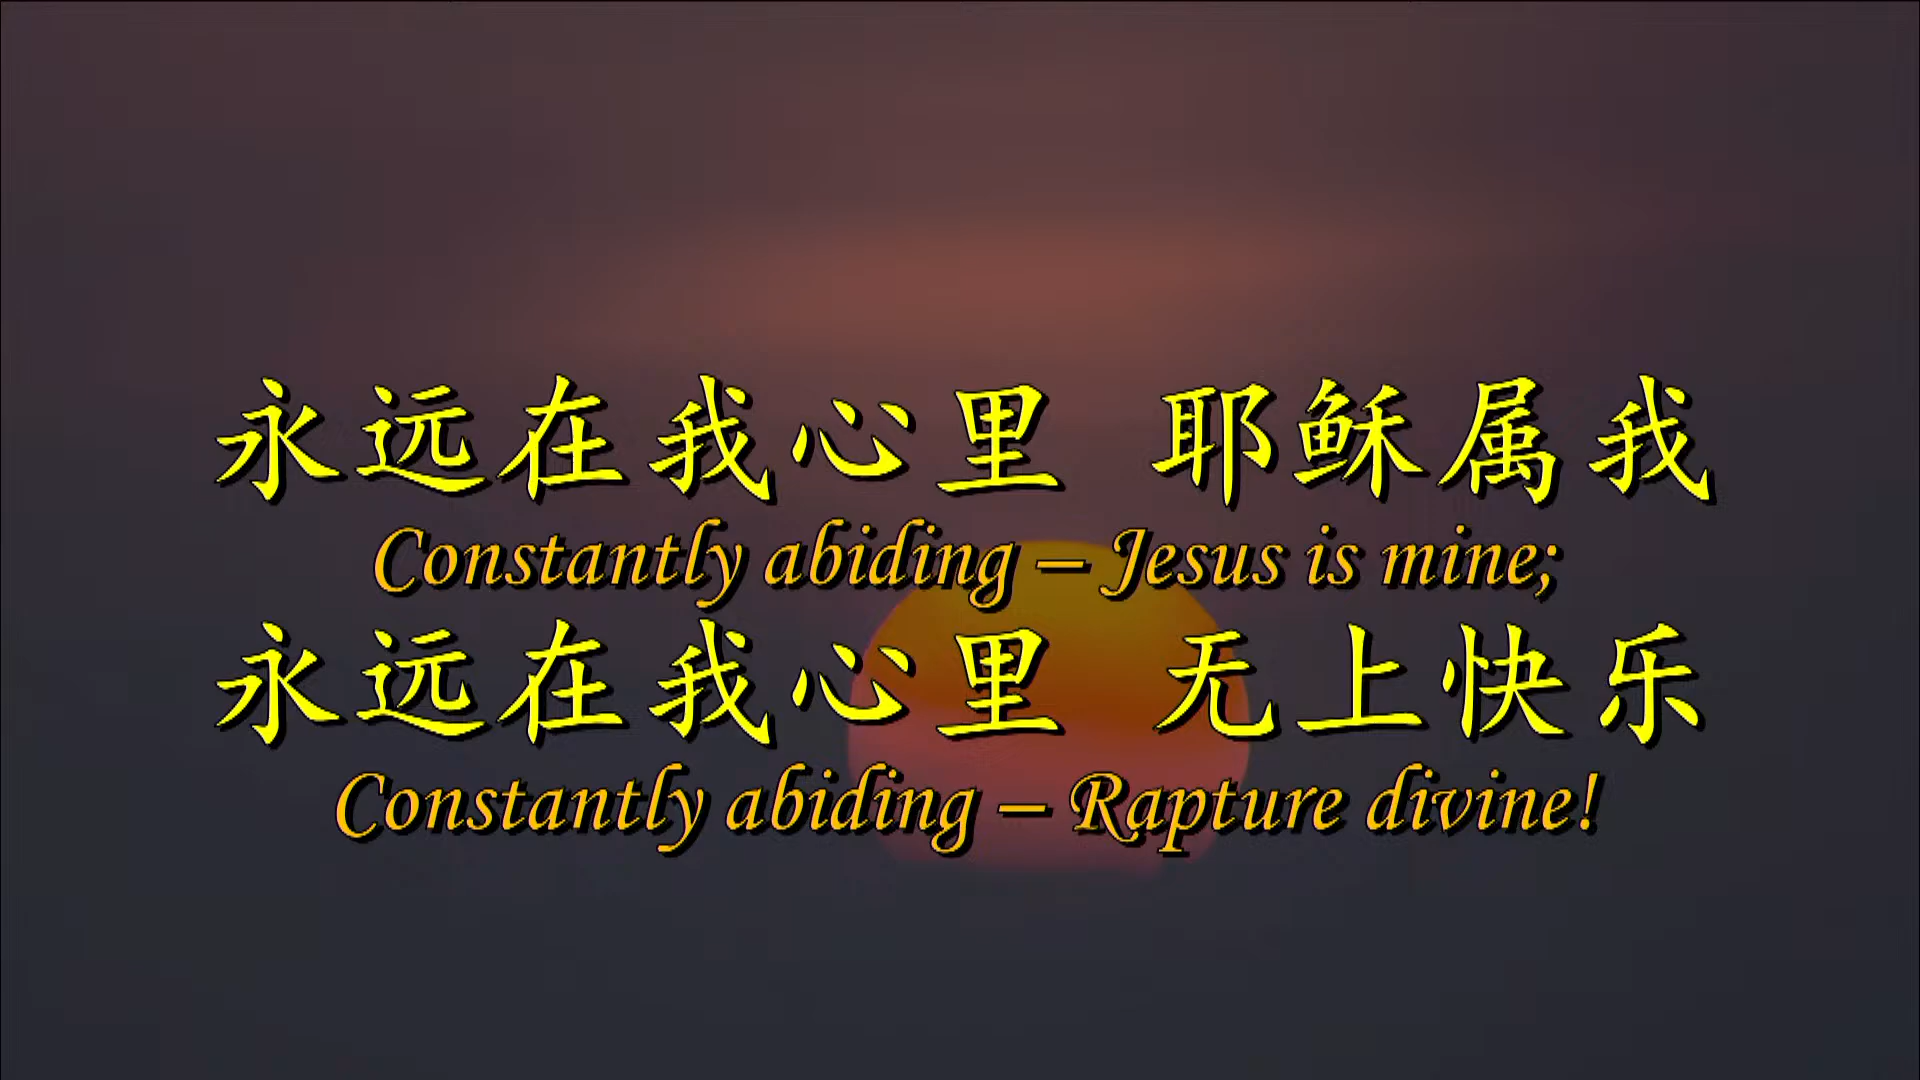 永远在我心里 耶稣属我
Constantly abiding – Jesus is mine;
永远在我心里 无上快乐
Constantly abiding – Rapture divine!